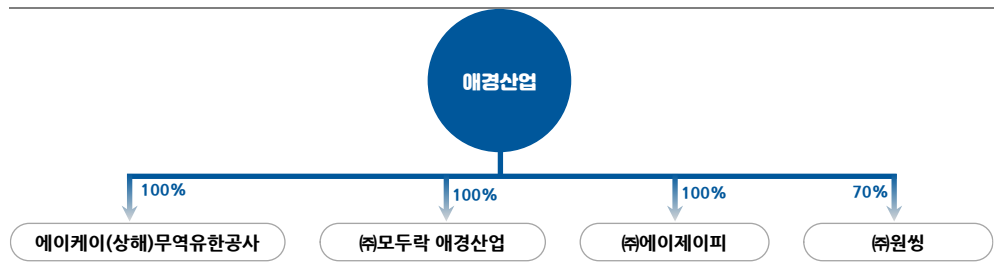 애경산업
100%
100%
100%
70%
에이케이(상해)무역유한공사
㈜모두락 애경산업
㈜에이제이피
㈜원씽